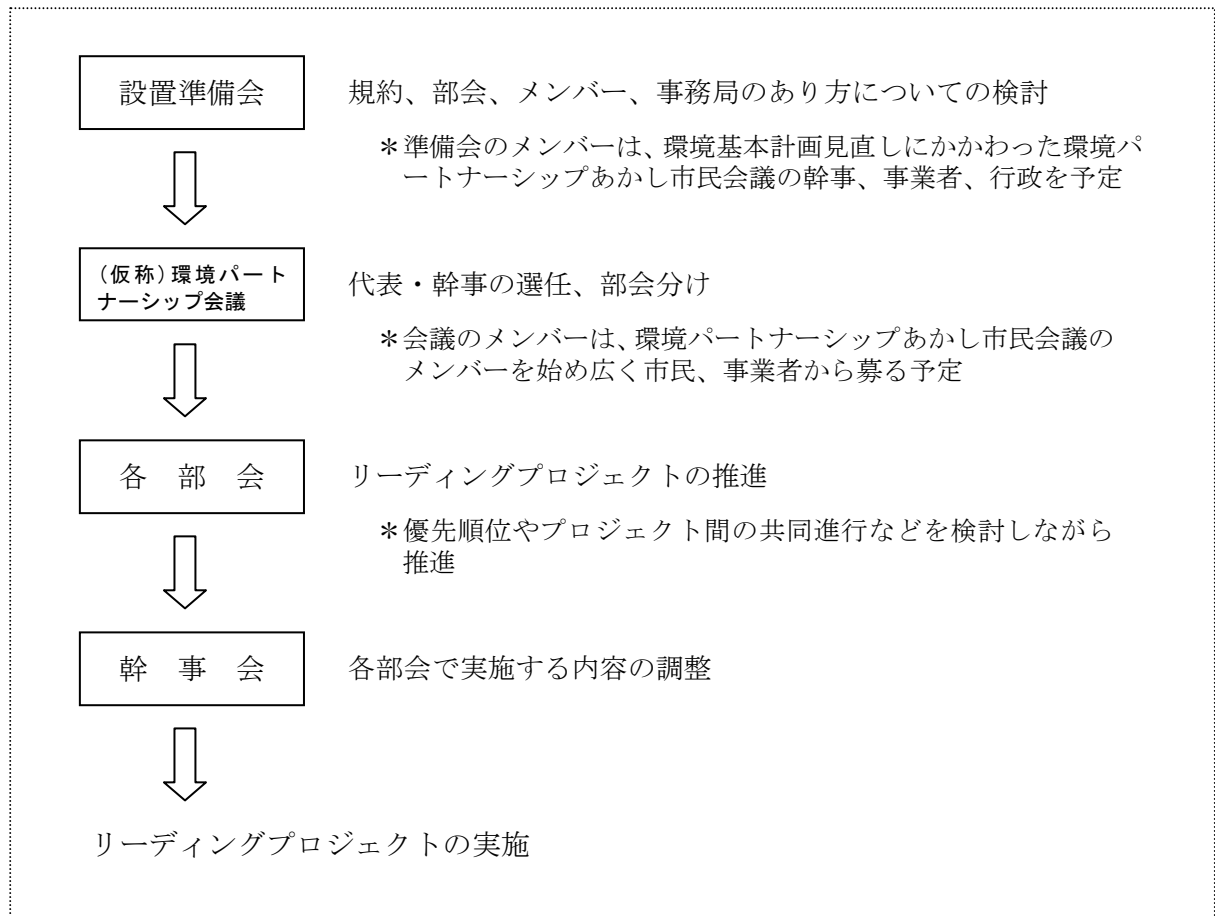 設置準備会
規約、部会、メンバー、事務局のあり方についての検討
＊準備会のメンバーは、環境基本計画見直しにかかわった環境パ
ートナーシップあかし市民会議の幹事、事業者、行政を予定
（仮称）環境パート
ナーシップ会議
代表・幹事の選任、部会分け
＊会議のメンバーは、環境パートナーシップあかし市民会議の
メンバーを始め広く市民、事業者から募る予定
各　部　会
リーディングプロジェクトの推進
＊優先順位やプロジェクト間の共同進行などを検討しながら
推進
幹　事　会
各部会で実施する内容の調整
リーディングプロジェクトの実施